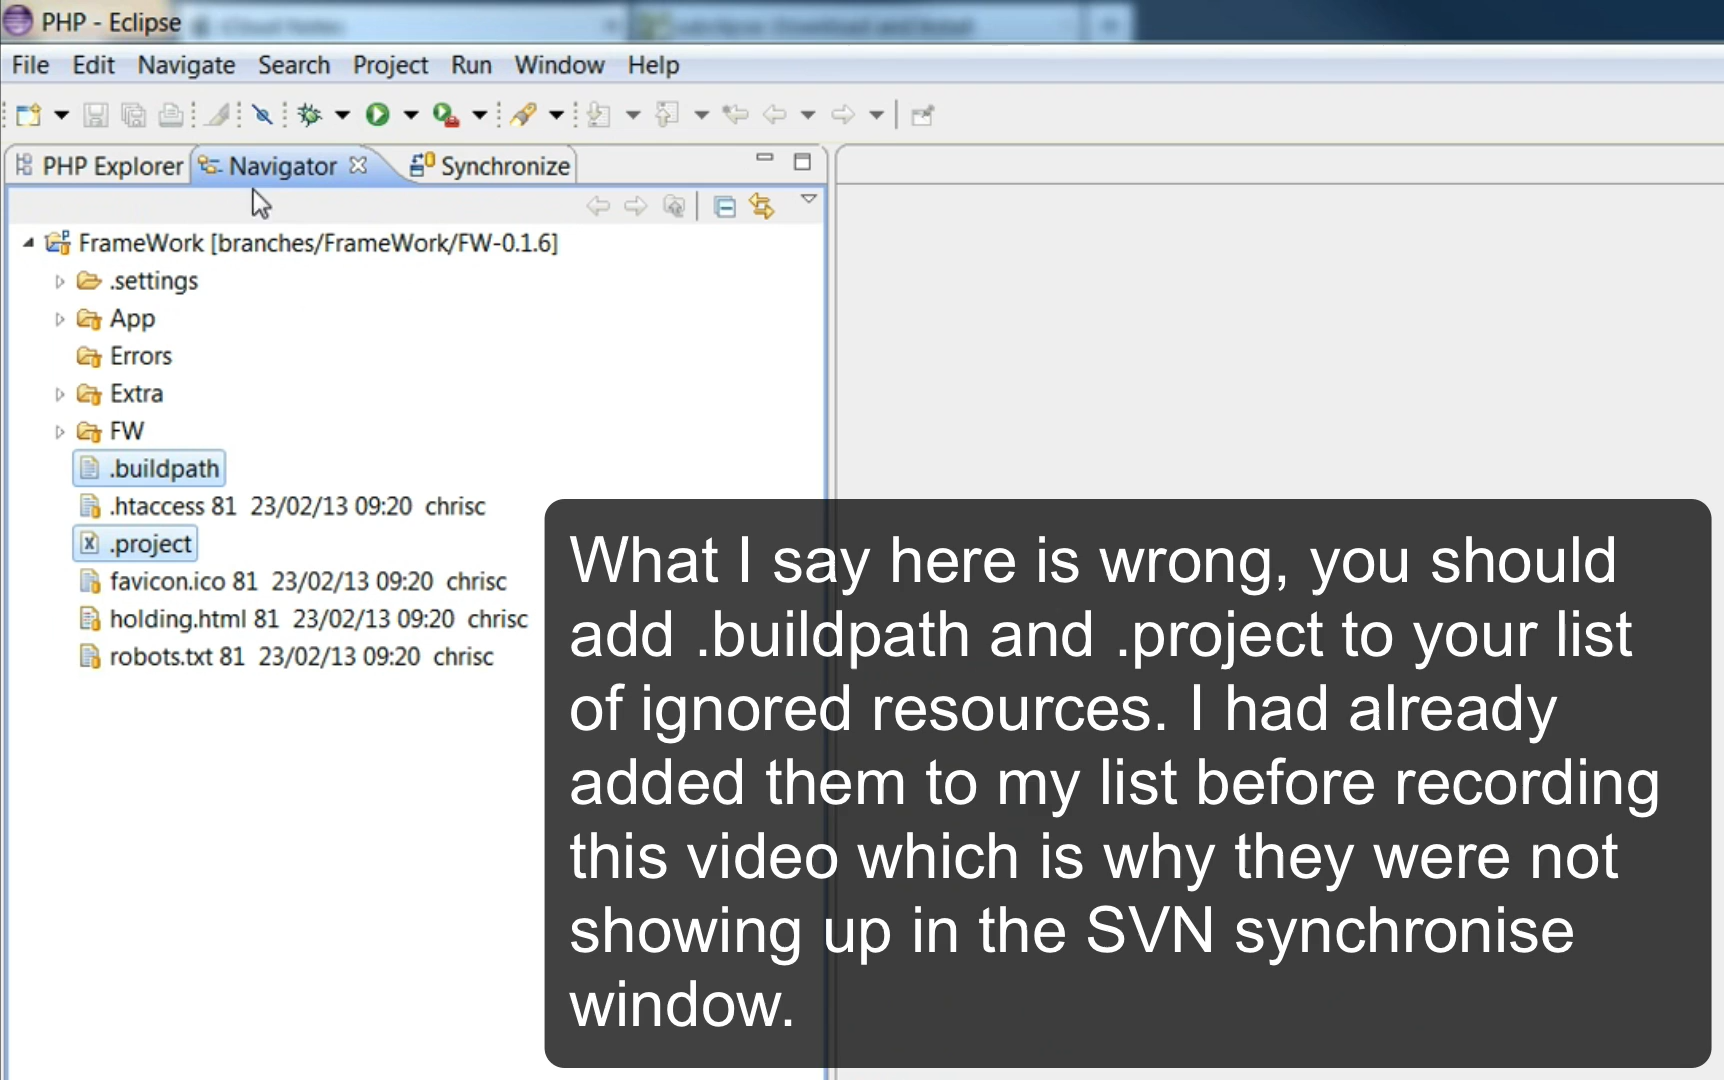 PHP - Eclipse
File Edit Navigate Search Project Run Window Help
PHP Explorer Navigator Synchronize
FrameWork [branches/FrameWork/FW-0.1.6]
.settings
App
Errors
Extra
FW
.buildpath
.htaccess 81 23/02/13 09:20 chrisc
.project
favicon.ico 81 23/02/13 09:20 chrisc
holding.html 81 23/02/13 09:20 chrisc
robots.txt 81 23/02/13 09:20 chrisc
What I say here is wrong, you should
add .buildpath and .project to your list
of ignored resources. I had already
added them to my list before recording
this video which is why they were not
showing up in the SVN synchronise
window.